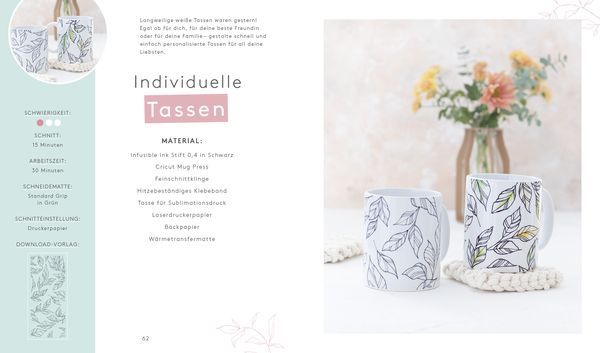 Langweilige weiße Tassen waren gestern!
Egal ob für dich, für deine beste Freundin
oder für deine Familie – gestalte schnell und
einfach personalisierte Tassen für all deine
Liebsten.
Individuelle
Tassen
MATERIAL:
Infusible Ink Stift 0,4 in Schwarz
Cricut Mug Press
Feinschnittklinge
Hitzebeständiges Klebeband
Tasse für Sublimationsdruck
Laserdruckerpapier
Backpapier
Wärmetransfermatte
SCHWIERIGKEIT:
SCHNITT:
15 Minuten
ARBEITSZEIT:
30 Minuten
SCHNEIDEMATTE:
Standard Grip
in Grün
SCHNITTEINSTELLUNG:
Druckerpapier
DOWNLOAD-VORLAG:
62